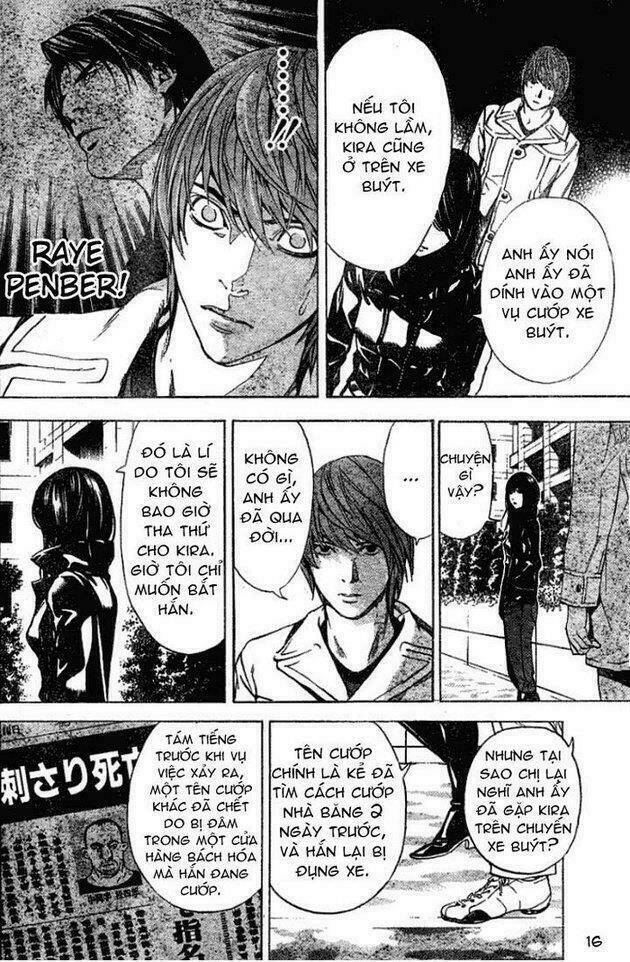 NẾU TÔI
KHÔNG LẦM,
KIRA CŨNG
Ở TRÊN XE
BUÝT.
ANH ẤY NÓI
ANH ẤY ĐÃ
DÍNH VÀO MỘT
VỤ CƯỚP XE
BUÝT.
!!
RAYE
PENBER!
CHUYỆN
GÌ
VẬY?
...
KHÔNG
CÓ GÌ,
ANH ẤY
ĐÃ QUA
ĐỜI...
ĐÓ LÀ LÍ
DO TÔI SẼ
KHÔNG
BAO GIỜ
THA THỨ
CHO KIRA.
GIỜ TÔI CHỈ
MUỐN BẮT
HẮN.
NHƯNG TẠI
SAO CHỊ LẠI
NGHĨ ANH ẤY
ĐÃ GẶP KIRA
TRÊN CHUYẾN
XE BUÝT?
TÊN CƯỚP
CHÍNH LÀ KẺ ĐÃ
TÌM CÁCH CƯỚP
NHÀ BĂNG 2
NGÀY TRƯỚC,
VÀ HẮN LẠI BỊ
ĐỤNG XE.
TÁM TIẾNG
TRƯỚC KHI VỤ
VIỆC XẢY RA,
MỘT TÊN CƯỚP
KHÁC ĐÃ CHẾT
DO BỊ ĐÂM
TRONG MỘT CỬA
HÀNG BÁCH HÓA
MÀ HẮN ĐANG
CƯỚP.
刺さり死亡
指名
16